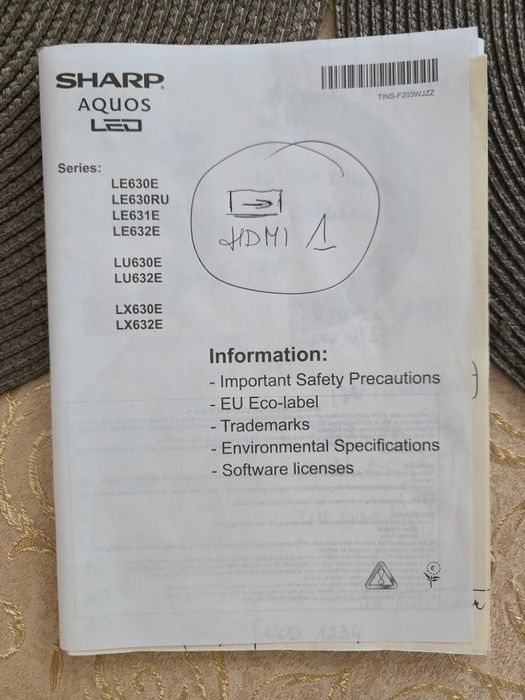 SHARP®
AQUOS
LED
TINS-F203WJZZ
Series:
LE630E
LE630RU
LE631E
LE632E
LU630E
LU632E
LX630E
LX632E
HDMI 1
Information:
- Important Safety Precautions
- EU Eco-label
- Trademarks
- Environmental Specifications
- Software licenses
KOD 1234